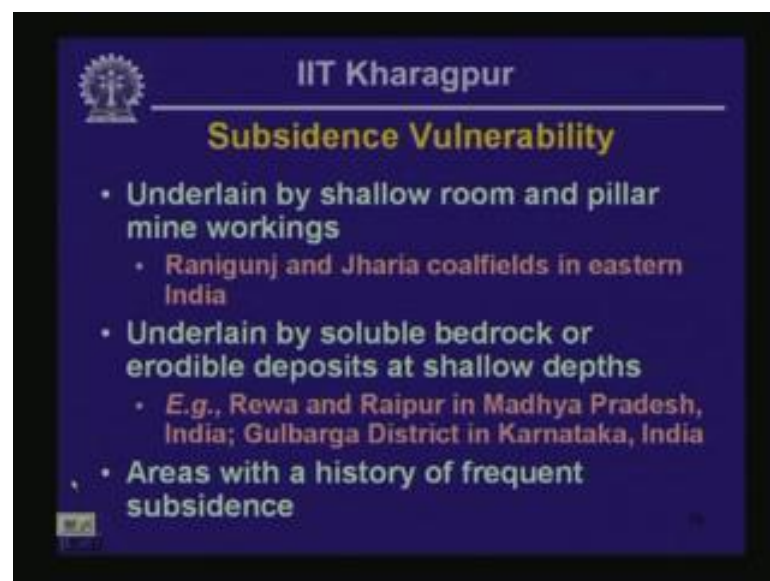 IIT Kharagpur
Subsidence Vulnerability
• Underlain by shallow room and pillar
mine workings
• Ranigunj and Jharia coalfields in eastern
India
• Underlain by soluble bedrock or
erodible deposits at shallow depths
• E.g., Rewa and Raipur in Madhya Pradesh,
India; Gulbarga District in Karnataka, India
• Areas with a history of frequent
subsidence